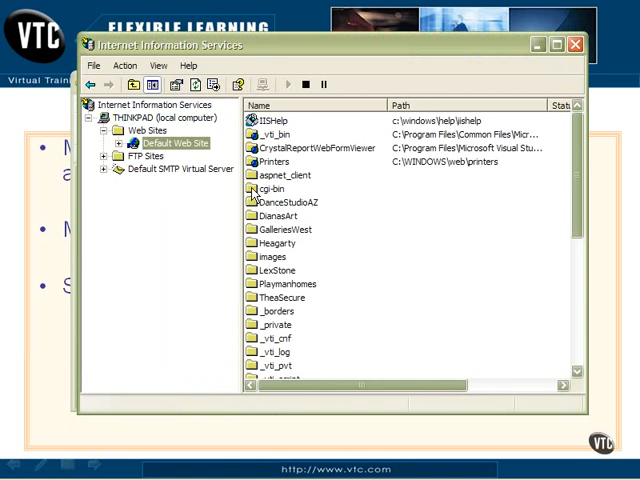 VTC
FLEXIBLE LEARNING
Virtual Train
Internet Information Services
File Action View Help
Internet Information Services
THINKPAD (local computer)
Web Sites
Default Web Site
FTP Sites
Default SMTP Virtual Server
Name Path Statu
IISHelp c:\windows\help\iishelp
_vti_bin C:\Program Files\Common Files\Micr...
CrystalReportWebFormViewer C:\Program Files\Microsoft Visual Stu...
Printers C:\WINDOWS\web\printers
aspnet_client
cgi-bin
DanceStudioAZ
DianasArt
GalleriesWest
Heagarty
images
LexStone
Playmanhomes
TheaSecure
_borders
_private
_vti_cnf
_vti_log
_vti_pvt
_vti_script
• M
a
• M
• S
VTC
http://www.vtc.com